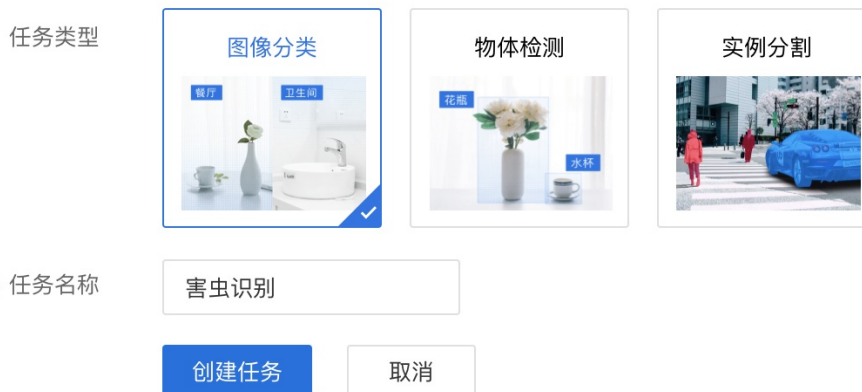 任务类型
图像分类
物体检测
实例分割
餐厅
卫生间
花瓶
水杯
任务名称
害虫识别
创建任务
取消